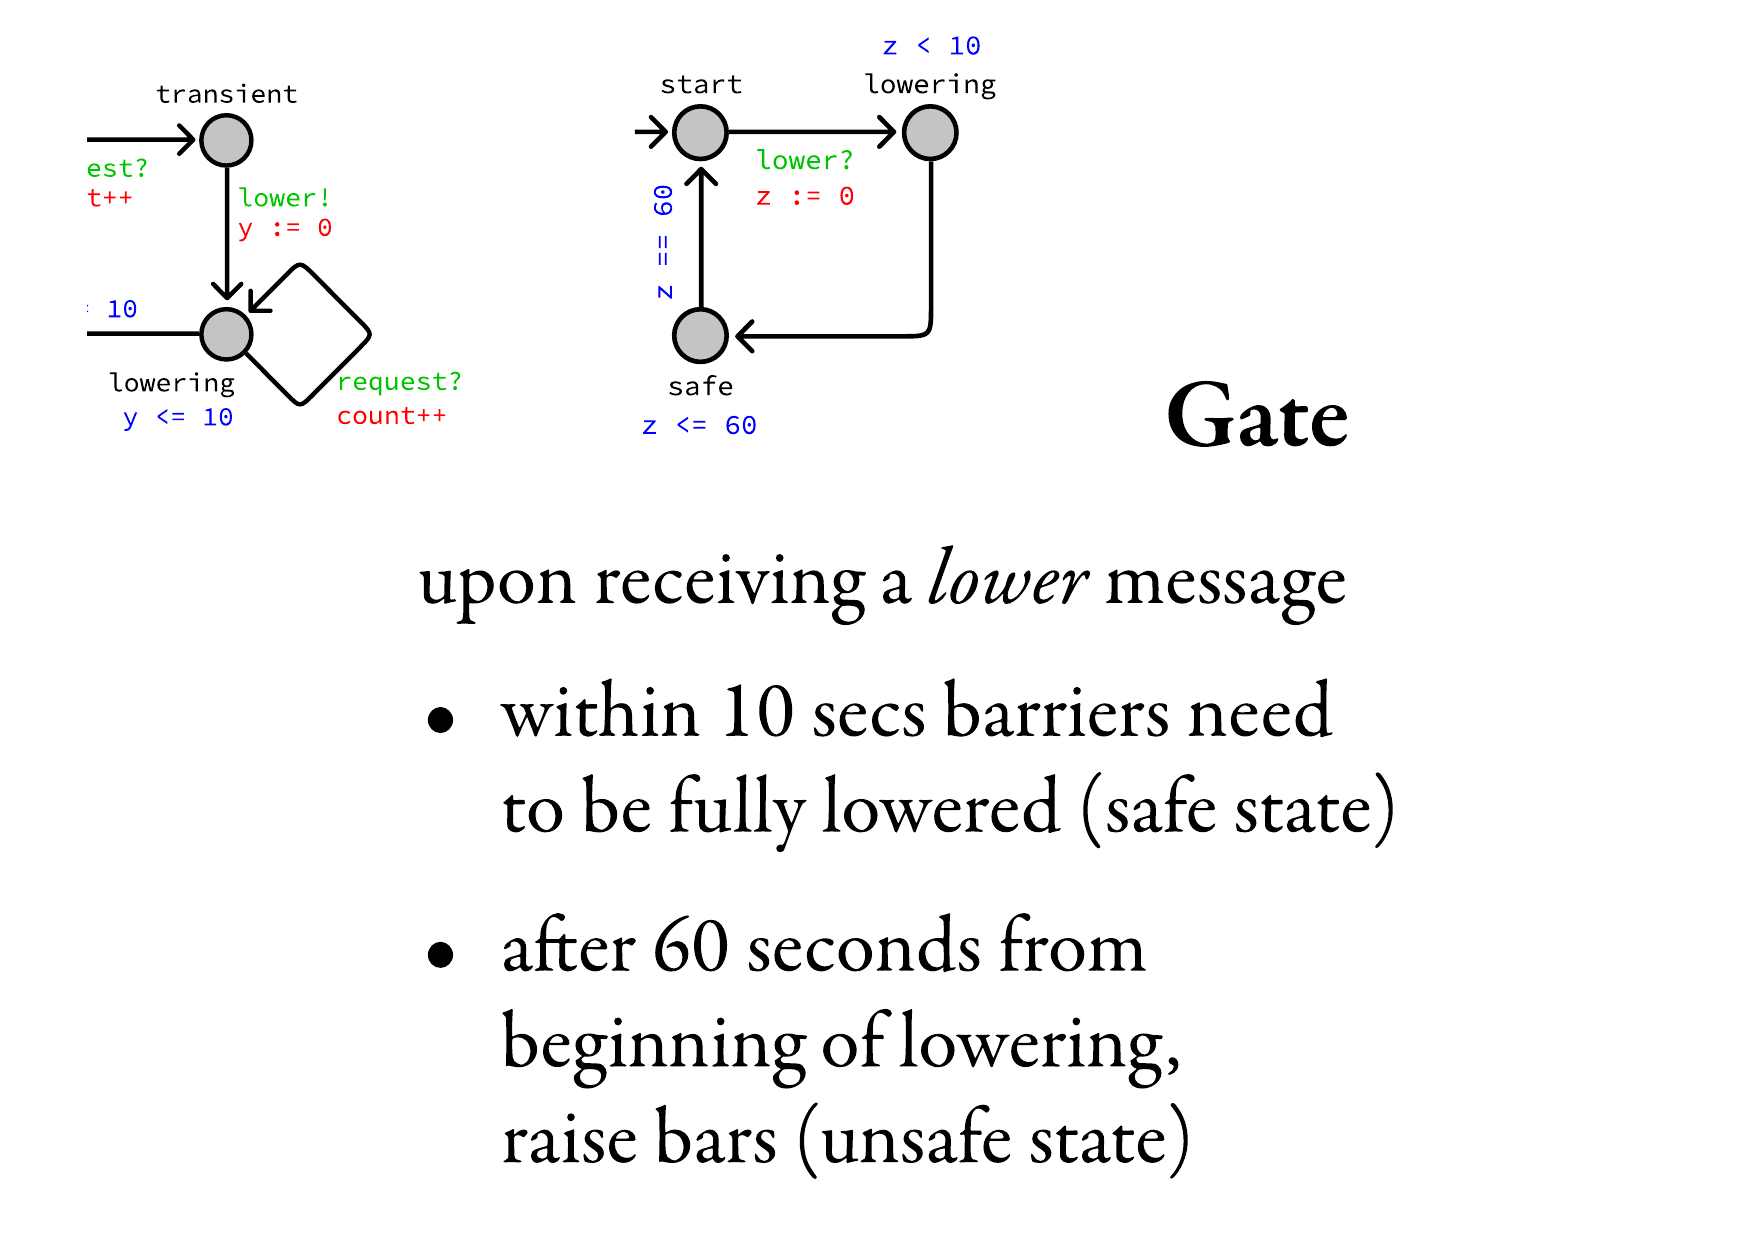 transient
est?
t++
lower!
y := 0
10
lowering
y <= 10
request?
count++
z < 10
start
lowering
lower?
z := 0
z == 60
safe
z <= 60
Gate
upon receiving a lower message
• within 10 secs barriers need
to be fully lowered (safe state)
• after 60 seconds from
beginning of lowering,
raise bars (unsafe state)